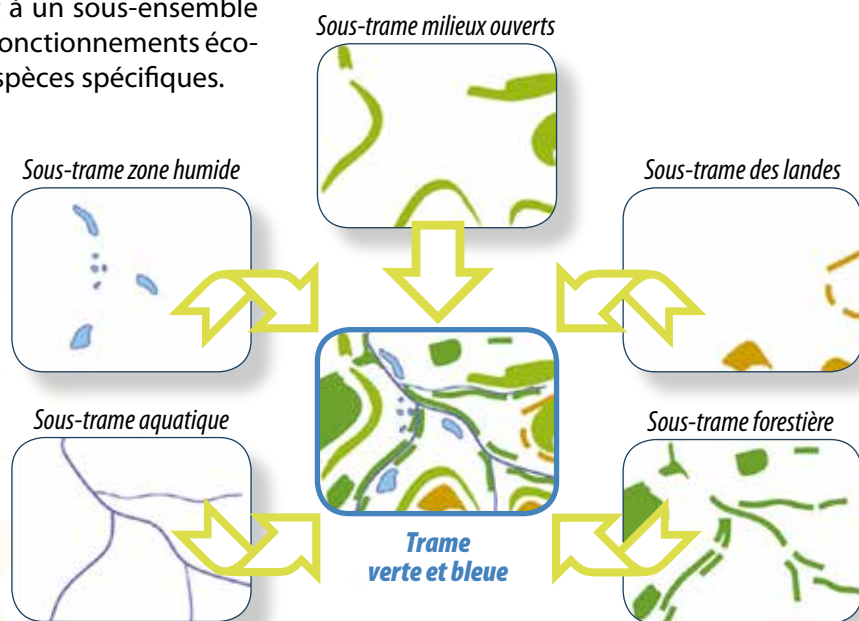 à un sous-ensemble
onctionnements éco-
spèces spécifiques.
Sous-trame milieux ouverts
Sous-trame zone humide
Sous-trame des landes
Sous-trame aquatique
Sous-trame forestière
Trame
verte et bleue